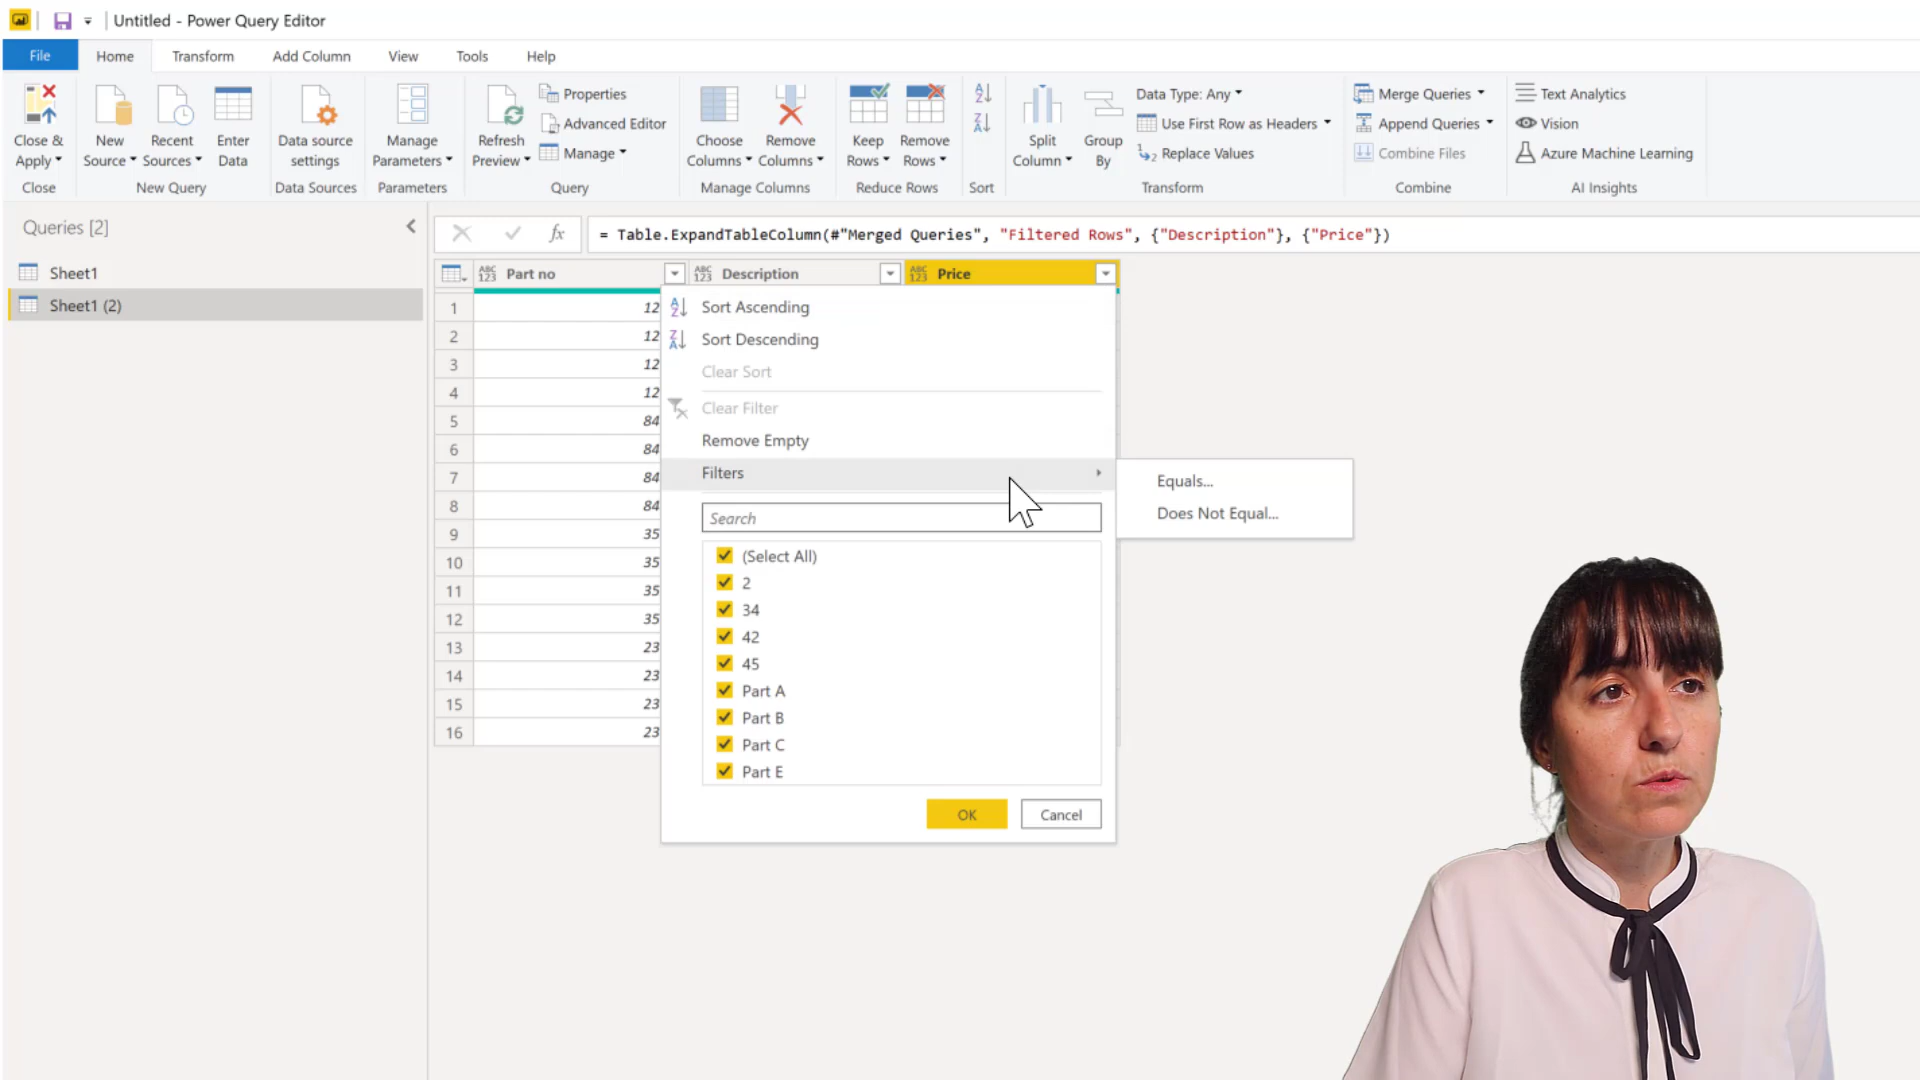 Untitled - Power Query Editor
File Home Transform Add Column View Tools Help
Close & Apply
New Source
Recent Sources
Enter Data
Data source settings
Manage Parameters
Refresh Preview
Properties
Advanced Editor
Manage
Choose Columns
Remove Columns
Keep Rows
Remove Rows
Split Column
Group By
Data Type: Any
Use First Row as Headers
Replace Values
Merge Queries
Append Queries
Combine Files
Text Analytics
Vision
Azure Machine Learning
Close New Query Data Sources Parameters Query Manage Columns Reduce Rows Sort Transform Combine AI Insights
Queries [2]
Sheet1
Sheet1 (2)
fx = Table.ExpandTableColumn(#"Merged Queries", "Filtered Rows", {"Description"}, {"Price"})
ABC 123 Part no ABC 123 Description ABC 123 Price
1 12
2 12
3 12
4 12
5 84
6 84
7 84
8 84
9 35
10 35
11 35
12 35
13 23
14 23
15 23
16 23
Sort Ascending
Sort Descending
Clear Sort
Clear Filter
Remove Empty
Filters
Search
(Select All)
2
34
42
45
Part A
Part B
Part C
Part E
OK Cancel
Equals...
Does Not Equal...